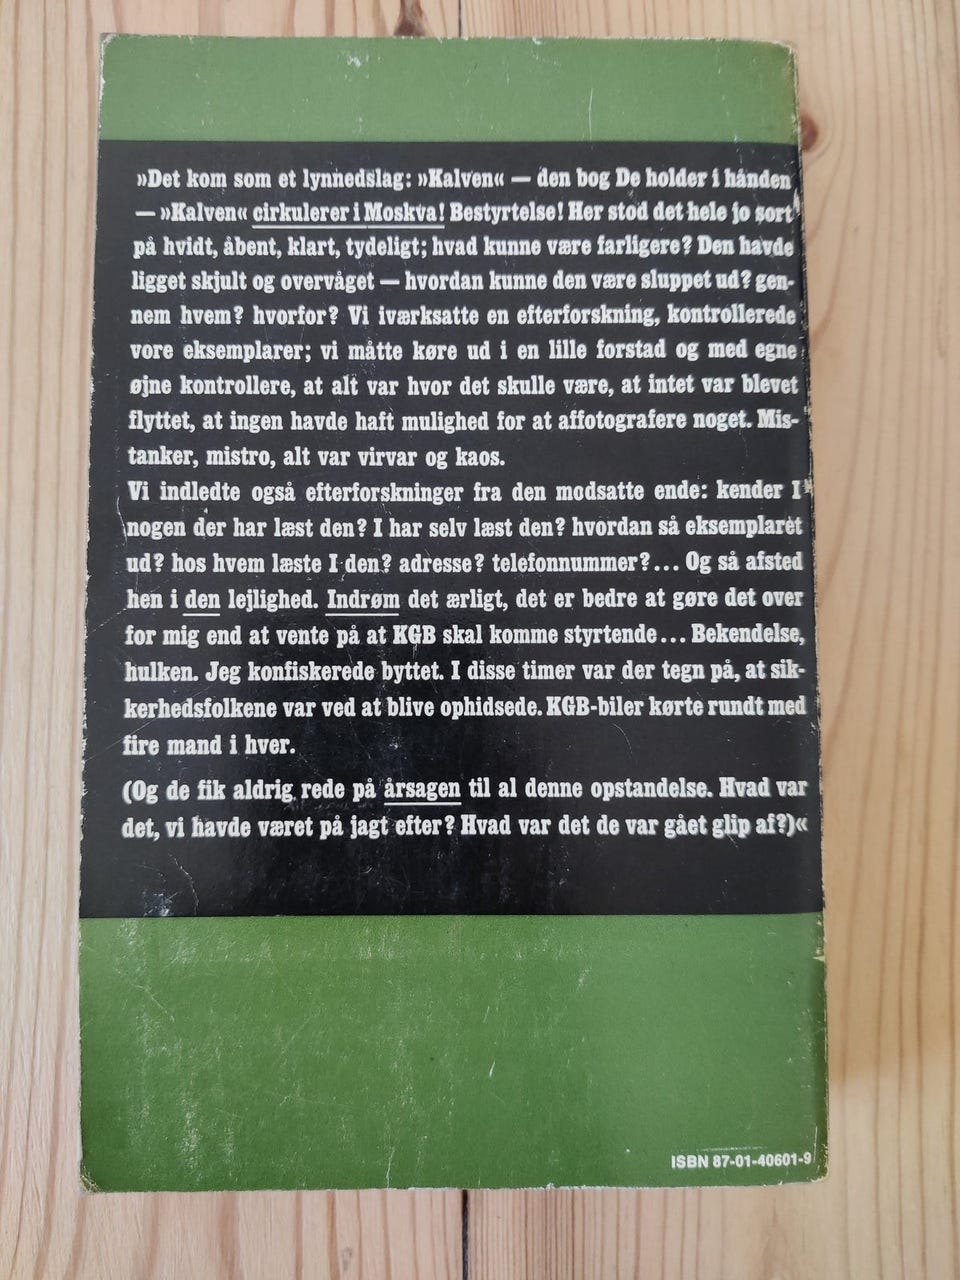 »Det kom som et lynnedslag: »Kalven« — den bog De holder i hånden
— »Kalven« cirkulerer i Moskva! Bestyrtelse! Her stod det hele jo sort
på hvidt, åbent, klart, tydeligt; hvad kunne være farligere? Den havde
ligget skjult og overvåget — hvordan kunne den være sluppet ud? gen-
nem hvem? hvorfor? Vi iværksatte en efterforskning, kontrollerede
vore eksemplarer; vi måtte køre ud i en lille forstad og med egne
øjne kontrollere, at alt var hvor det skulle være, at intet var blevet
flyttet, at ingen havde haft mulighed for at affotografere noget. Mis-
tanker, mistro, alt var virvar og kaos.
Vi indledte også efterforskninger fra den modsatte ende: kender I
nogen der har læst den? I har selv læst den? hvordan så eksemplaret
ud? hos hvem læste I den? adresse? telefonnummer?... Og så afsted
hen i den lejlighed. Indrøm det ærligt, det er bedre at gøre det over
for mig end at vente på at KGB skal komme styrtende... Bekendelse,
hulken. Jeg konfiskerede byttet. I disse timer var der tegn på, at sik-
kerhedsfolkene var ved at blive ophidsede. KGB-biler kørte rundt med
fire mand i hver.
(Og de fik aldrig rede på årsagen til al denne opstandelse. Hvad var
det, vi havde været på jagt efter? Hvad var det de var gået glip af?)«
ISBN 87-01-40601-9